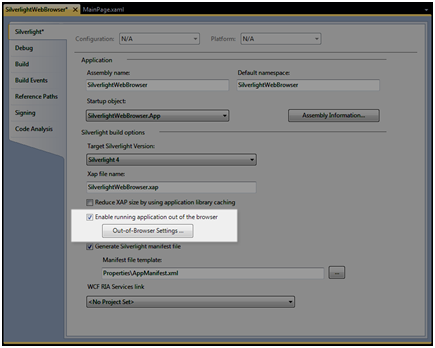 SilverlightWebBrowser* × MainPage.xaml
Silverlight*
Debug
Build
Build Events
Reference Paths
Signing
Code Analysis
Configuration: N/A Platform: N/A
Application
Assembly name: Default namespace:
SilverlightWebBrowser SilverlightWebBrowser
Startup object:
SilverlightWebBrowser.App Assembly Information...
Silverlight build options
Target Silverlight Version:
Silverlight 4
Xap file name:
SilverlightWebBrowser.xap
Reduce XAP size by using application library caching
Enable running application out of the browser
Out-of-Browser Settings ...
Generate Silverlight manifest file
Manifest file template:
Properties\AppManifest.xml ...
WCF RIA Services link
<No Project Set>